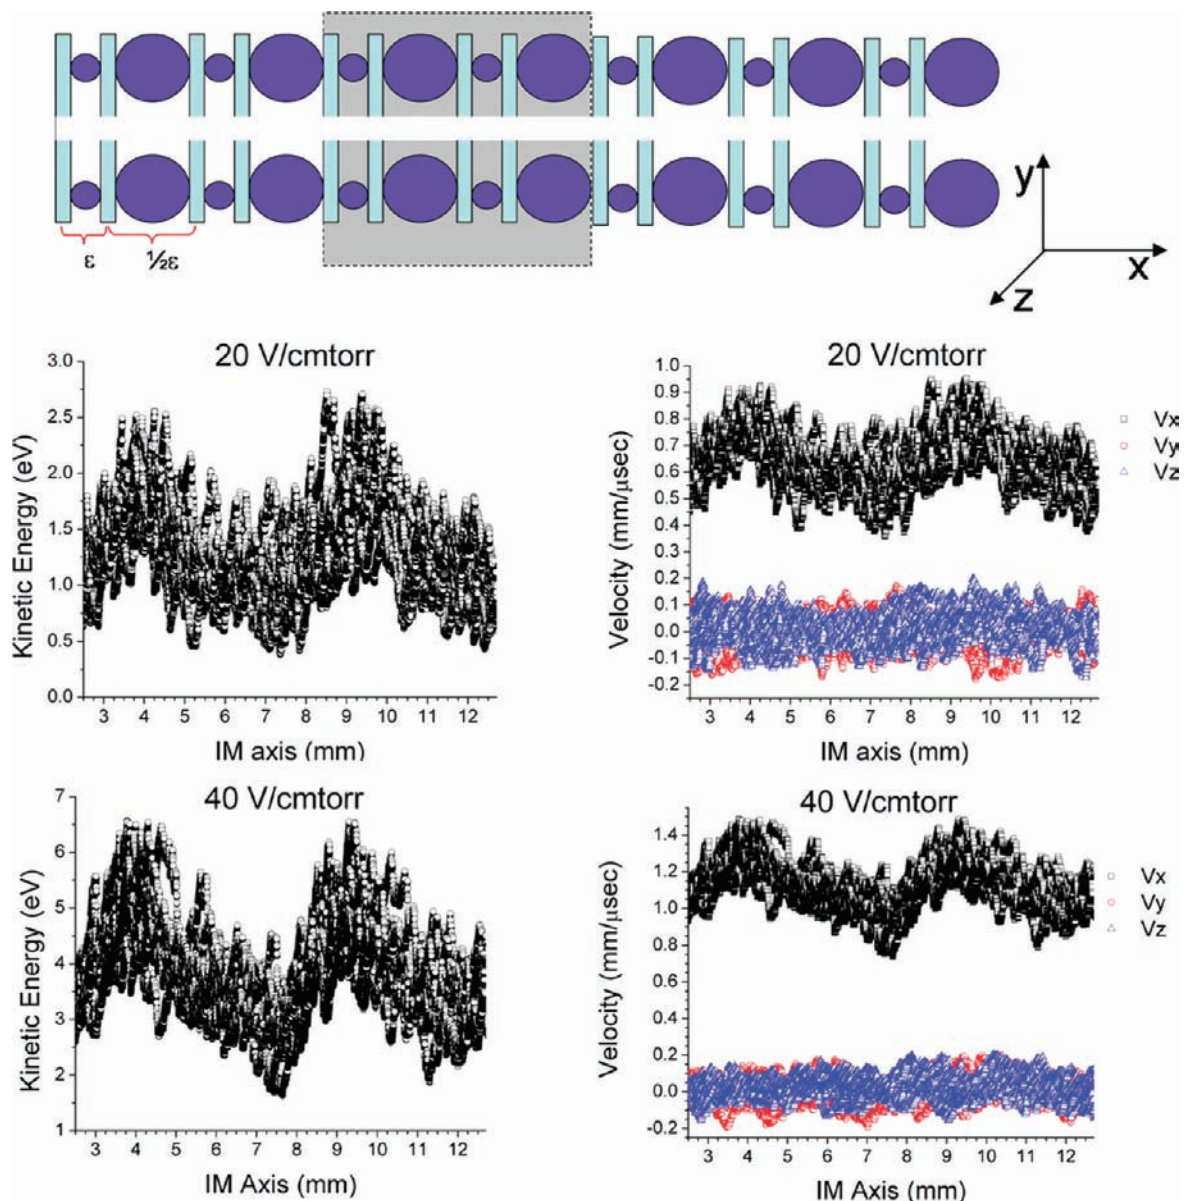 ε
½ε
y
x
z
20 V/cmtorr
3.0
2.5
2.0
1.5
1.0
0.5
0.0
Kinetic Energy (eV)
3 4 5 6 7 8 9 10 11 12
IM axis (mm)
20 V/cmtorr
1.0
0.9
0.8
0.7
0.6
0.5
0.4
0.3
0.2
0.1
0.0
-0.1
-0.2
Velocity (mm/μsec)
Vx
Vy
Vz
3 4 5 6 7 8 9 10 11 12
IM axis (mm)
40 V/cmtorr
7
6
5
4
3
2
1
Kinetic Energy (eV)
3 4 5 6 7 8 9 10 11 12
IM Axis (mm)
40 V/cmtorr
1.4
1.2
1.0
0.8
0.6
0.4
0.2
0.0
-0.2
Velocity (mm/μsec)
Vx
Vy
Vz
3 4 5 6 7 8 9 10 11 12
IM Axis (mm)